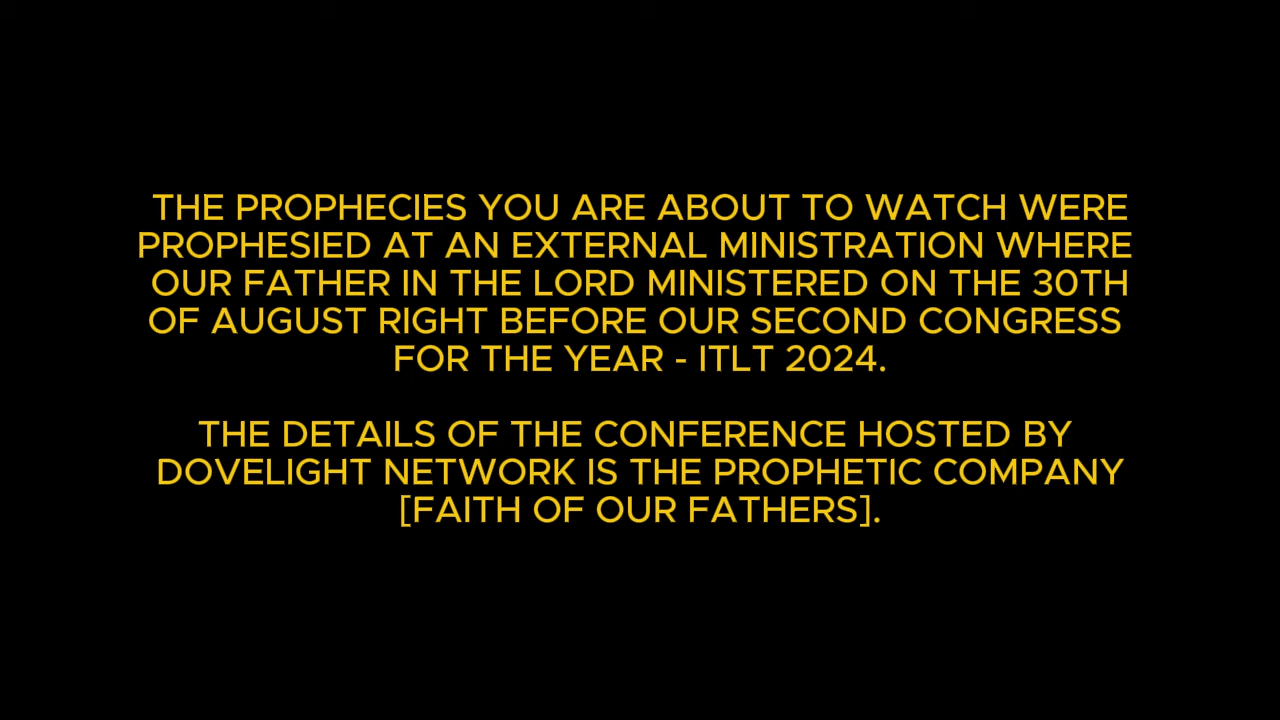 THE PROPHECIES YOU ARE ABOUT TO WATCH WERE
PROPHESIED AT AN EXTERNAL MINISTRATION WHERE
OUR FATHER IN THE LORD MINISTERED ON THE 30TH
OF AUGUST RIGHT BEFORE OUR SECOND CONGRESS
FOR THE YEAR - ITLT 2024.
THE DETAILS OF THE CONFERENCE HOSTED BY
DOVELIGHT NETWORK IS THE PROPHETIC COMPANY
[FAITH OF OUR FATHERS].